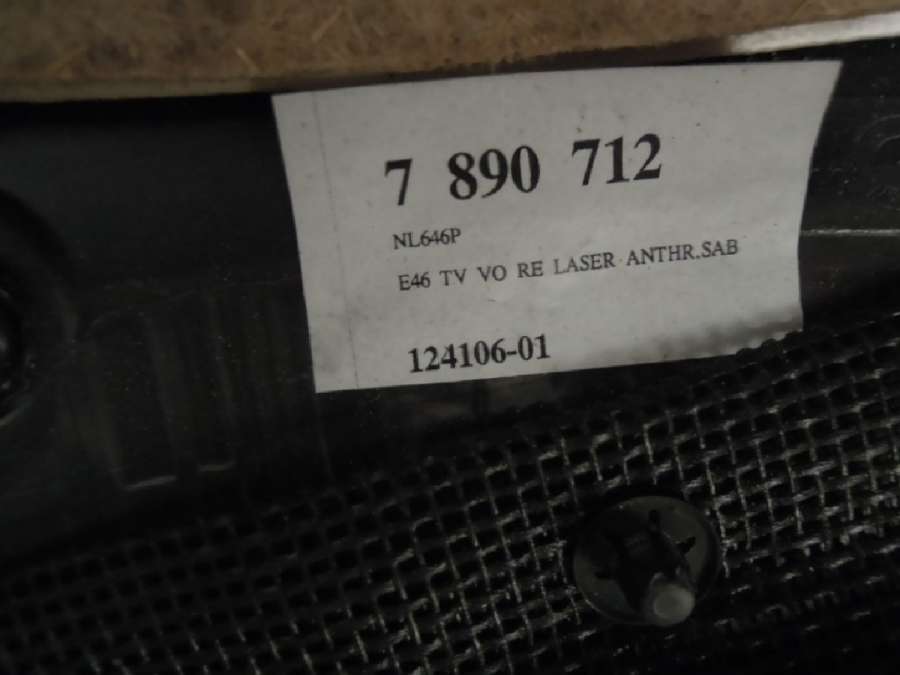 7 890 712
NL646P
E46 TV VO RE LASER ANTHR.SAB
124106-01